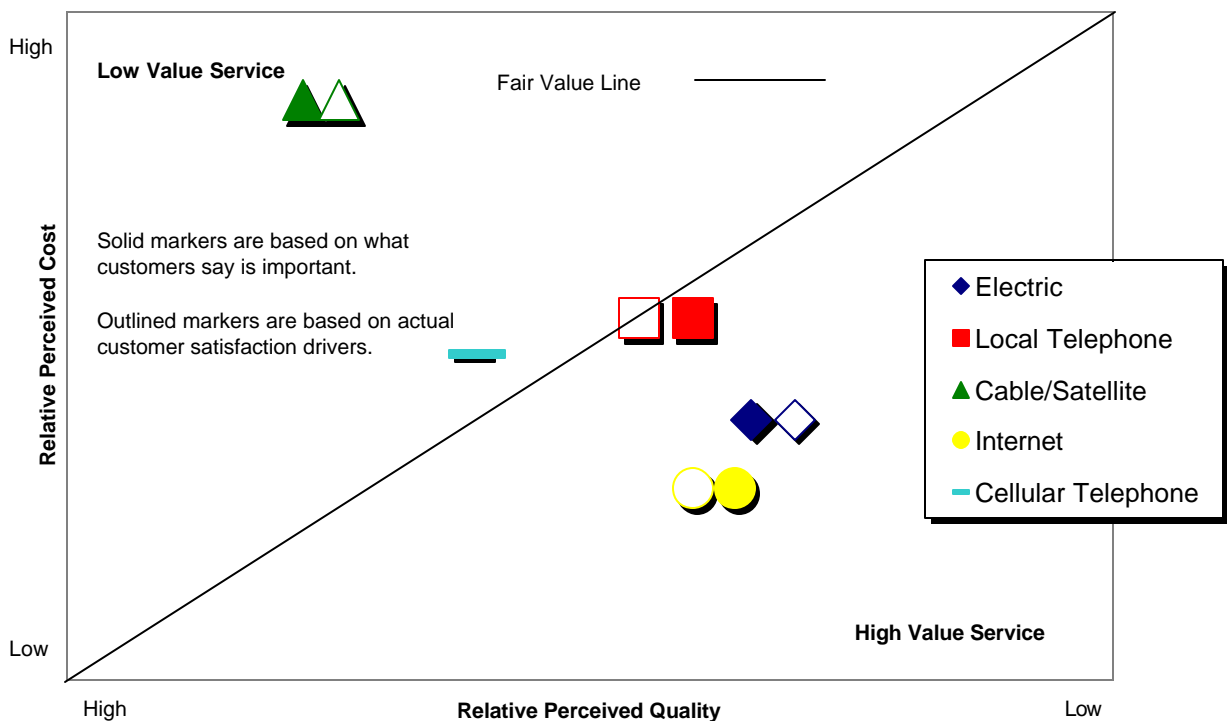 High
Low Value Service
Fair Value Line
Relative Perceived Cost
Solid markers are based on what
customers say is important.
Outlined markers are based on actual
customer satisfaction drivers.
Electric
Local Telephone
Cable/Satellite
Internet
Cellular Telephone
High Value Service
Low
High
Relative Perceived Quality
Low